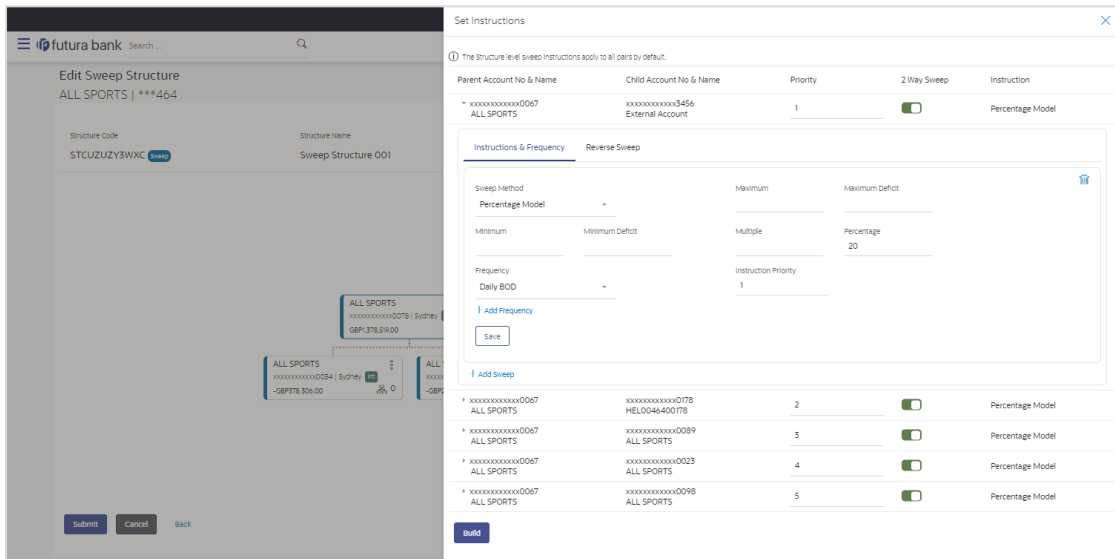 Set Instructions
futura bank
Search ...
Edit Sweep Structure
ALL SPORTS | ***464
Structure Code
Structure Name
STCUZUZY3WXC Sweep
Sweep Structure 001
ALL SPORTS
xxxxxxxxxxxx0078 | Sydney
GBP1,378,519.00
ALL SPORTS
xxxxxxxxxxxx0034 | Sydney Int
-GBP378,306.00
0
ALL
-GBP
Submit Cancel Back
The Structure level sweep instructions apply to all pairs by default.
Parent Account No & Name Child Account No & Name Priority 2 Way Sweep Instruction
xxxxxxxxxxxx0067 xxxxxxxxxxxx3456 1 Percentage Model
ALL SPORTS External Account
Instructions & Frequency Reverse Sweep
Sweep Method Maximum Maximum Deficit
Percentage Model
Minimum Minimum Deficit Multiple Percentage
20
Frequency Instruction Priority
Daily BOD 1
+ Add Frequency
Save
+ Add Sweep
xxxxxxxxxxxx0067 xxxxxxxxxxxx0178 2 Percentage Model
ALL SPORTS HEL0046400178
xxxxxxxxxxxx0067 xxxxxxxxxxxx0089 3 Percentage Model
ALL SPORTS ALL SPORTS
xxxxxxxxxxxx0067 xxxxxxxxxxxx0023 4 Percentage Model
ALL SPORTS ALL SPORTS
xxxxxxxxxxxx0067 xxxxxxxxxxxx0098 5 Percentage Model
ALL SPORTS ALL SPORTS
Build